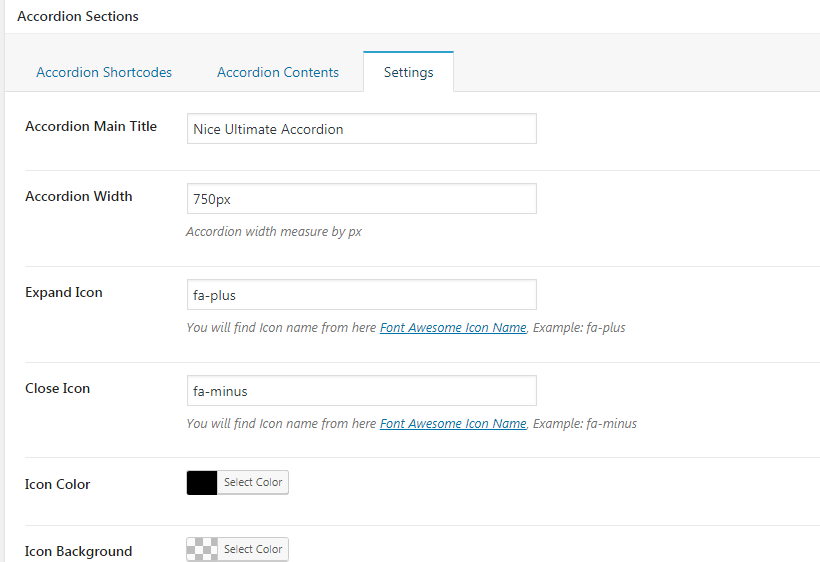 Accordion Sections
Accordion Shortcodes Accordion Contents Settings
Accordion Main Title Nice Ultimate Accordion
Accordion Width 750px
Accordion width measure by px
Expand Icon fa-plus
You will find Icon name from here Font Awesome Icon Name, Example: fa-plus
Close Icon fa-minus
You will find Icon name from here Font Awesome Icon Name, Example: fa-minus
Icon Color Select Color
Icon Background Select Color